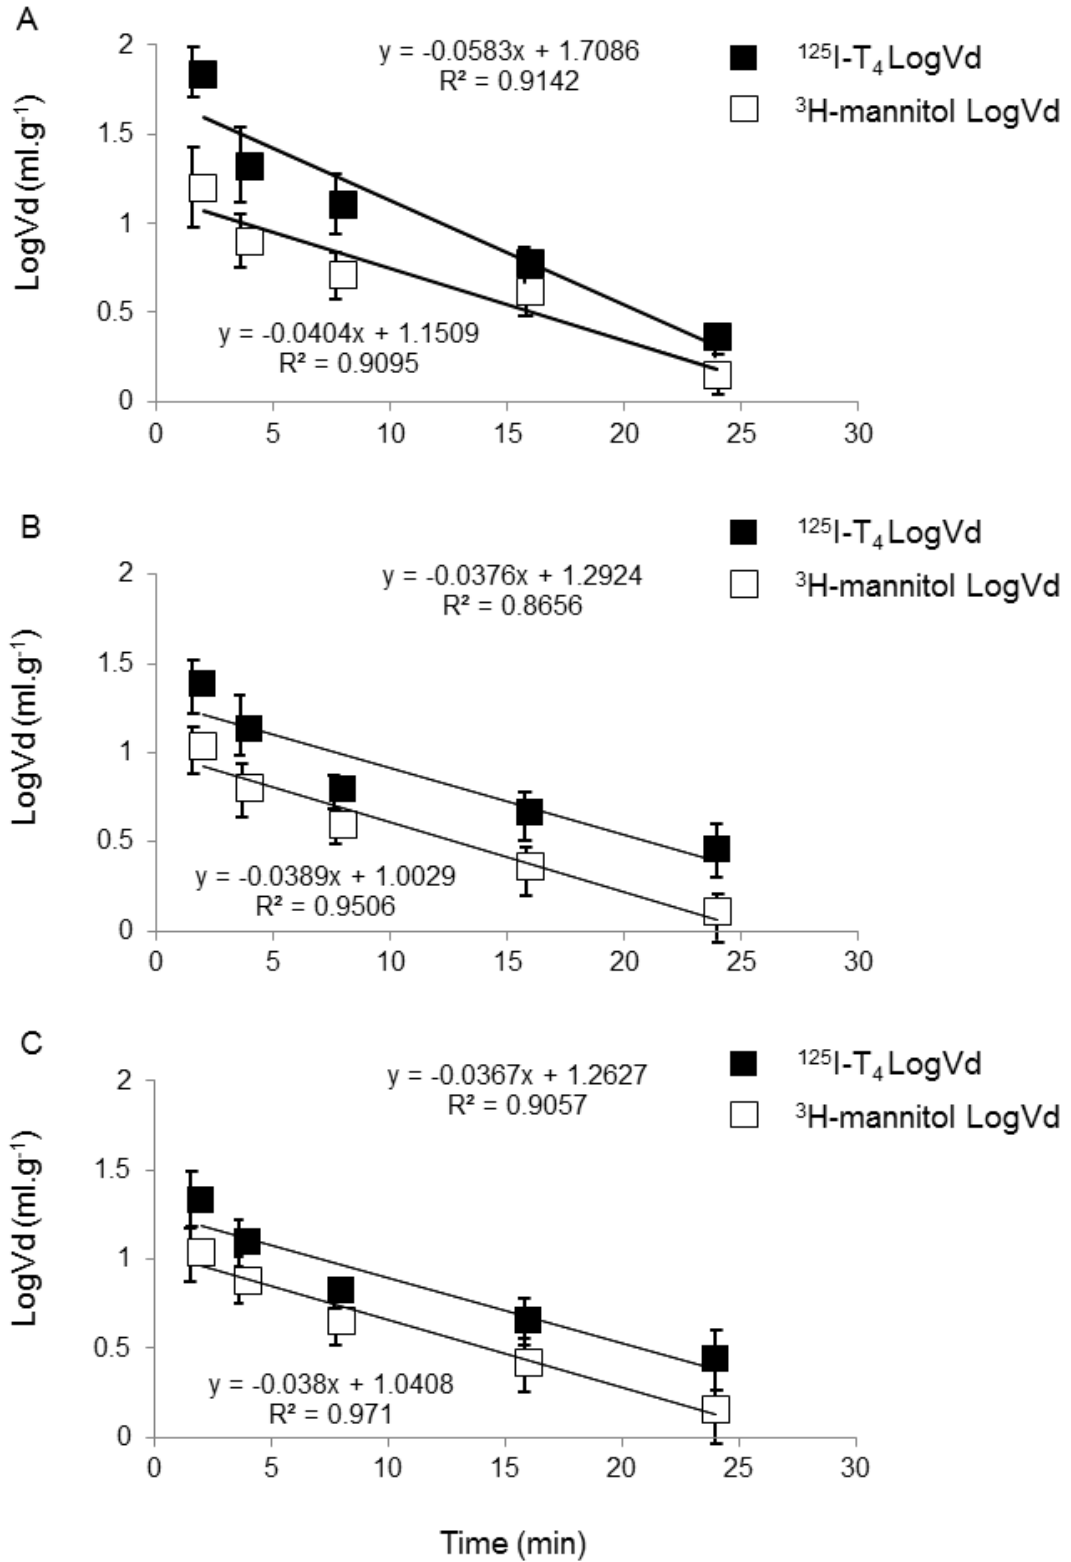 A
y = -0.0583x + 1.7086
R² = 0.9142
¹²⁵I-T₄LogVd
³H-mannitol LogVd
LogVd (ml.g⁻¹)
2
1.5
1
0.5
0
y = -0.0404x + 1.1509
R² = 0.9095
0 5 10 15 20 25 30
B
y = -0.0376x + 1.2924
R² = 0.8656
¹²⁵I-T₄LogVd
³H-mannitol LogVd
LogVd (ml.g⁻¹)
2
1.5
1
0.5
0
y = -0.0389x + 1.0029
R² = 0.9506
0 5 10 15 20 25 30
C
y = -0.0367x + 1.2627
R² = 0.9057
¹²⁵I-T₄LogVd
³H-mannitol LogVd
LogVd (ml.g⁻¹)
2
1.5
1
0.5
0
y = -0.038x + 1.0408
R² = 0.971
0 5 10 15 20 25 30
Time (min)